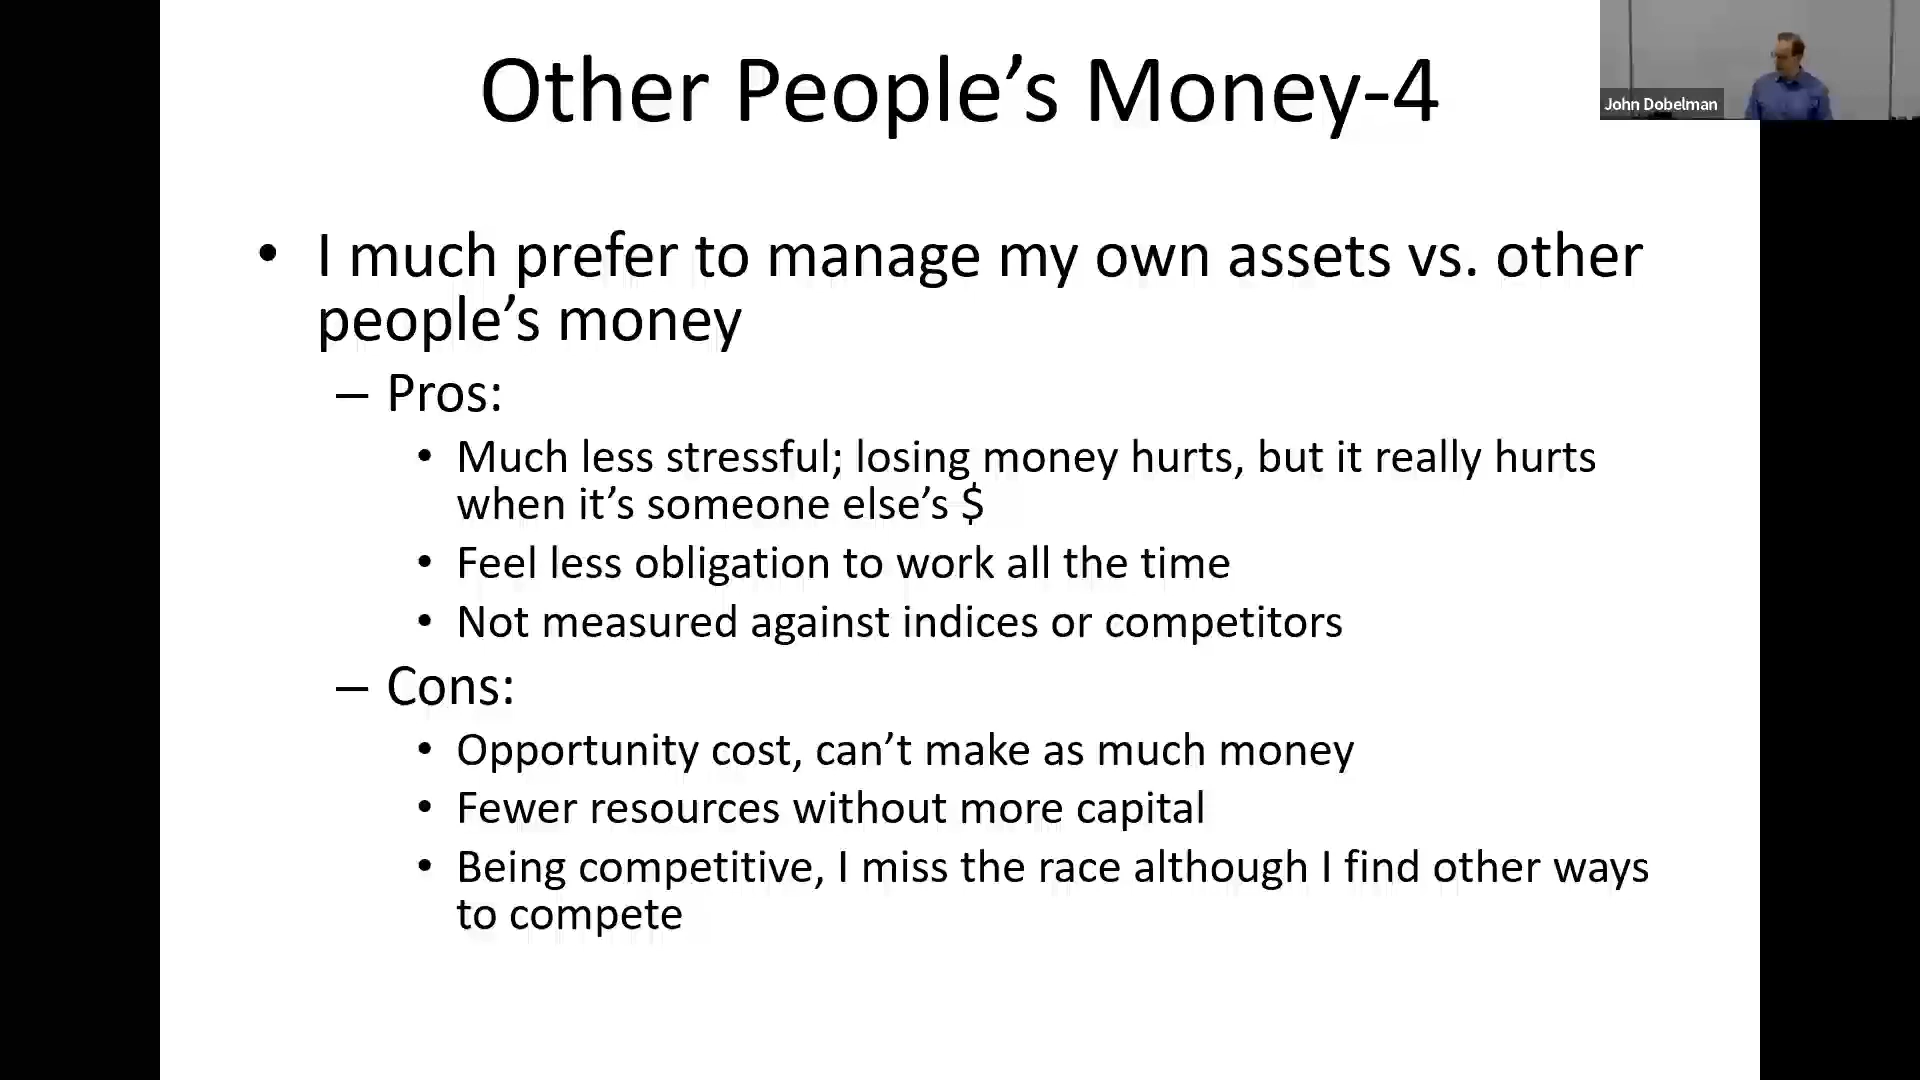 Other People’s Money-4
John Dobelman
• I much prefer to manage my own assets vs. other
people’s money
– Pros:
• Much less stressful; losing money hurts, but it really hurts
when it’s someone else’s $
• Feel less obligation to work all the time
• Not measured against indices or competitors
– Cons:
• Opportunity cost, can’t make as much money
• Fewer resources without more capital
• Being competitive, I miss the race although I find other ways
to compete